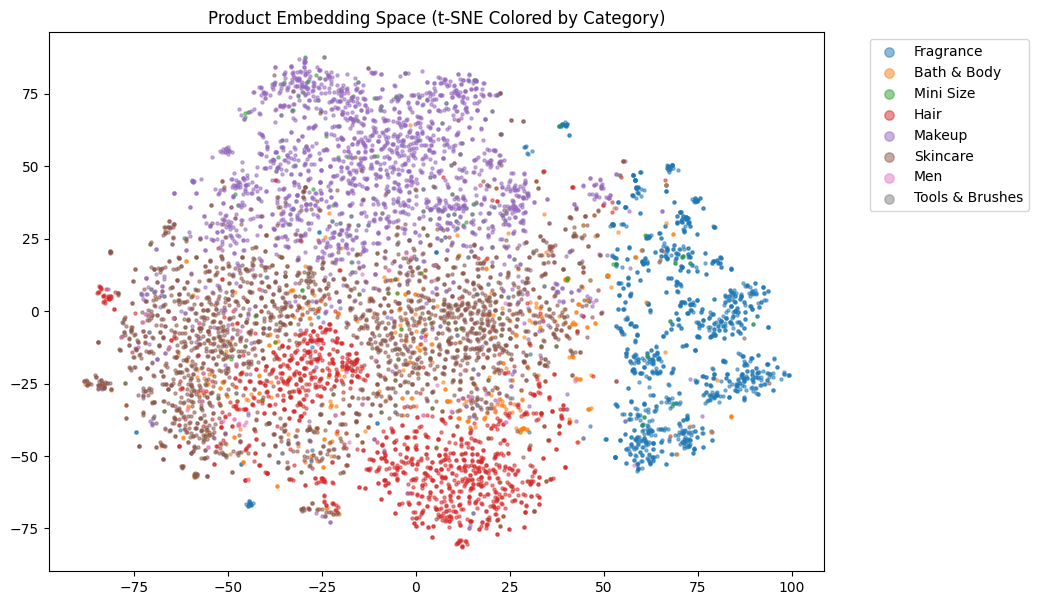 Product Embedding Space (t-SNE Colored by Category)
Fragrance
Bath & Body
Mini Size
Hair
Makeup
Skincare
Men
Tools & Brushes
75
50
25
0
−25
−50
−75
−75 −50 −25 0 25 50 75 100